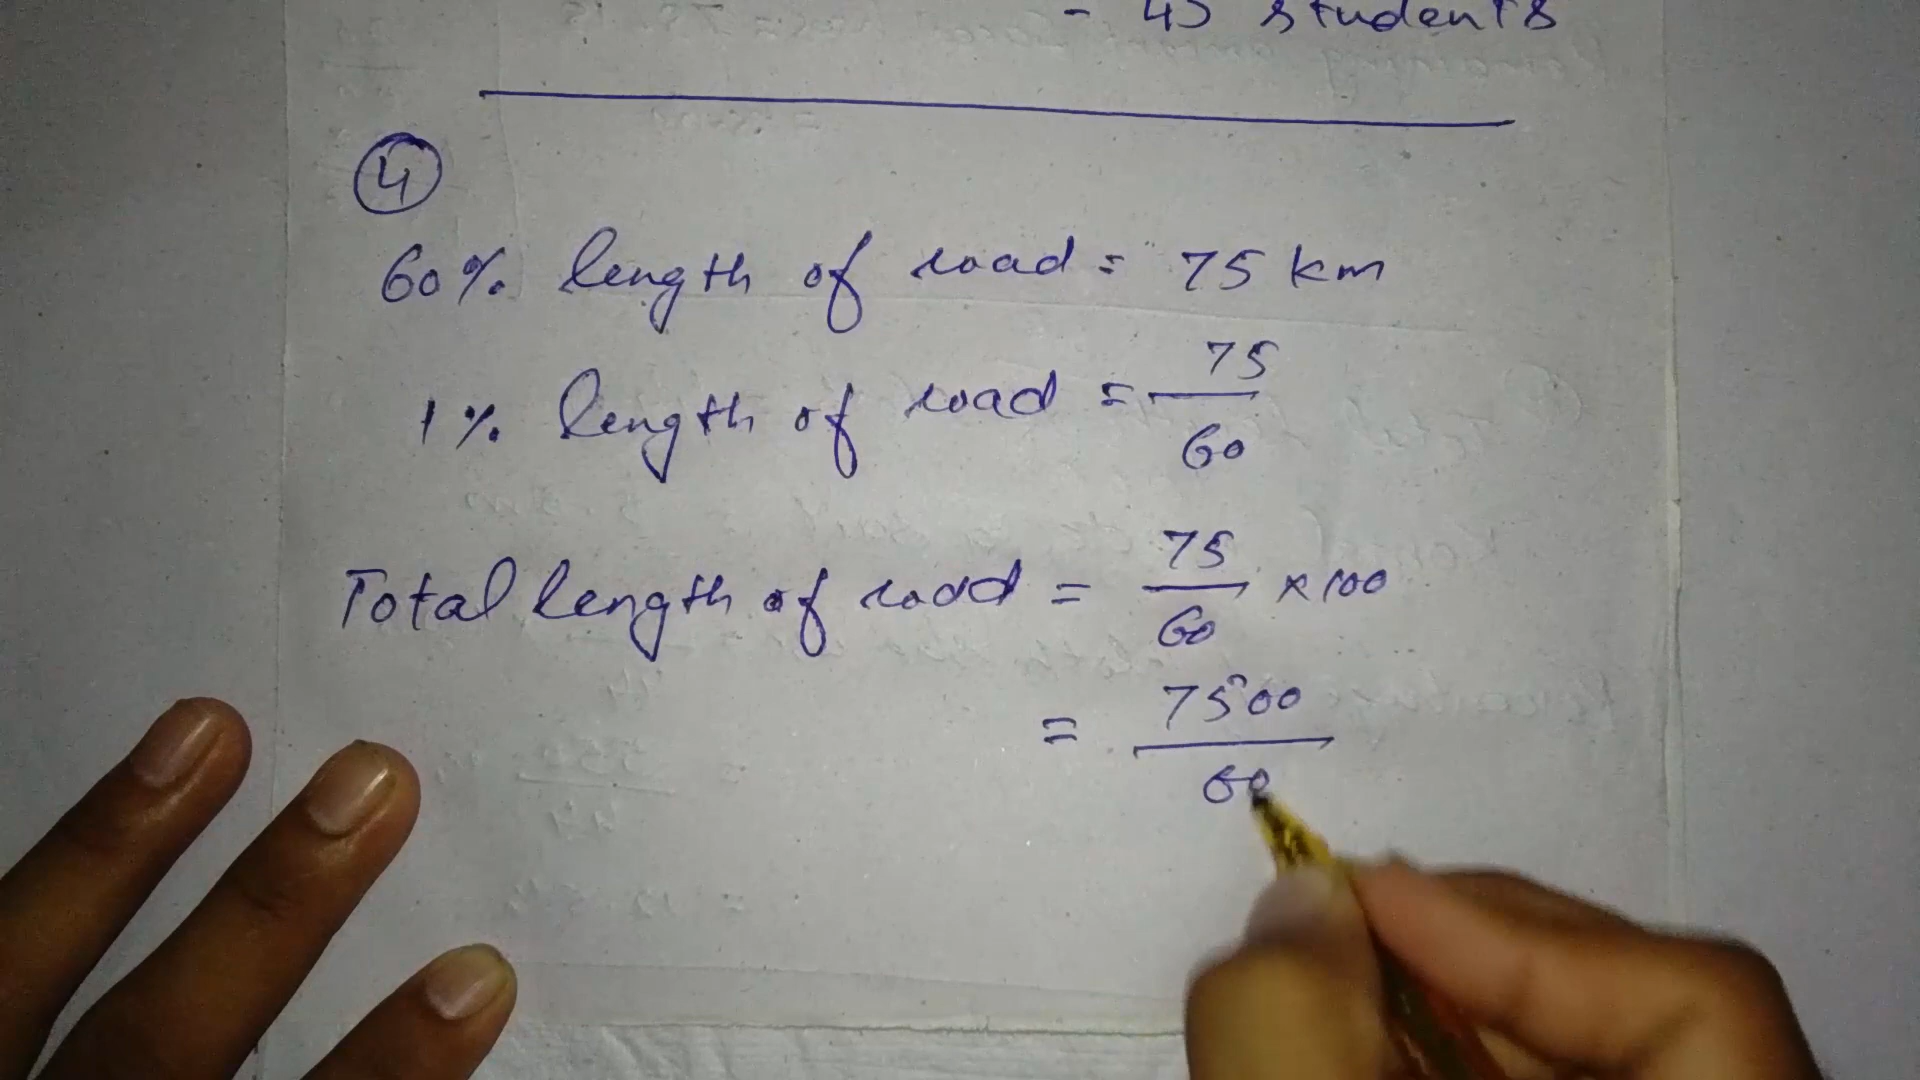 - 45 students
4
60% length of road = 75 km
1% length of road = 75/60
Total length of road = 75/60 × 100
= 7500/60